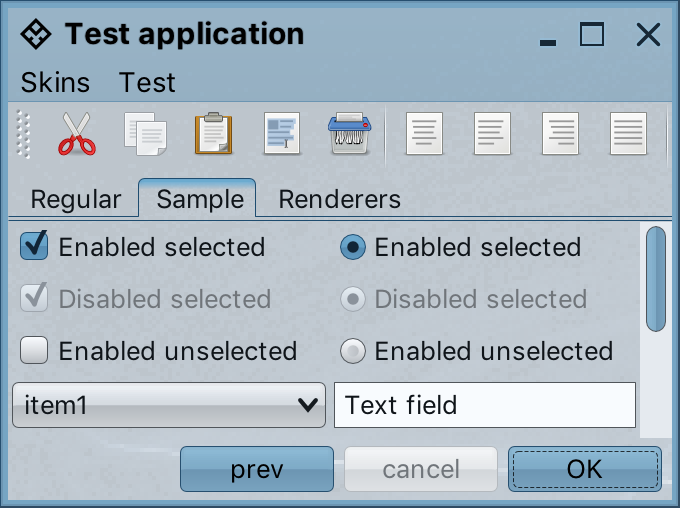 Test application
Skins Test
Regular Sample Renderers
Enabled selected Enabled selected
Disabled selected Disabled selected
Enabled unselected Enabled unselected
item1 Text field
prev cancel OK